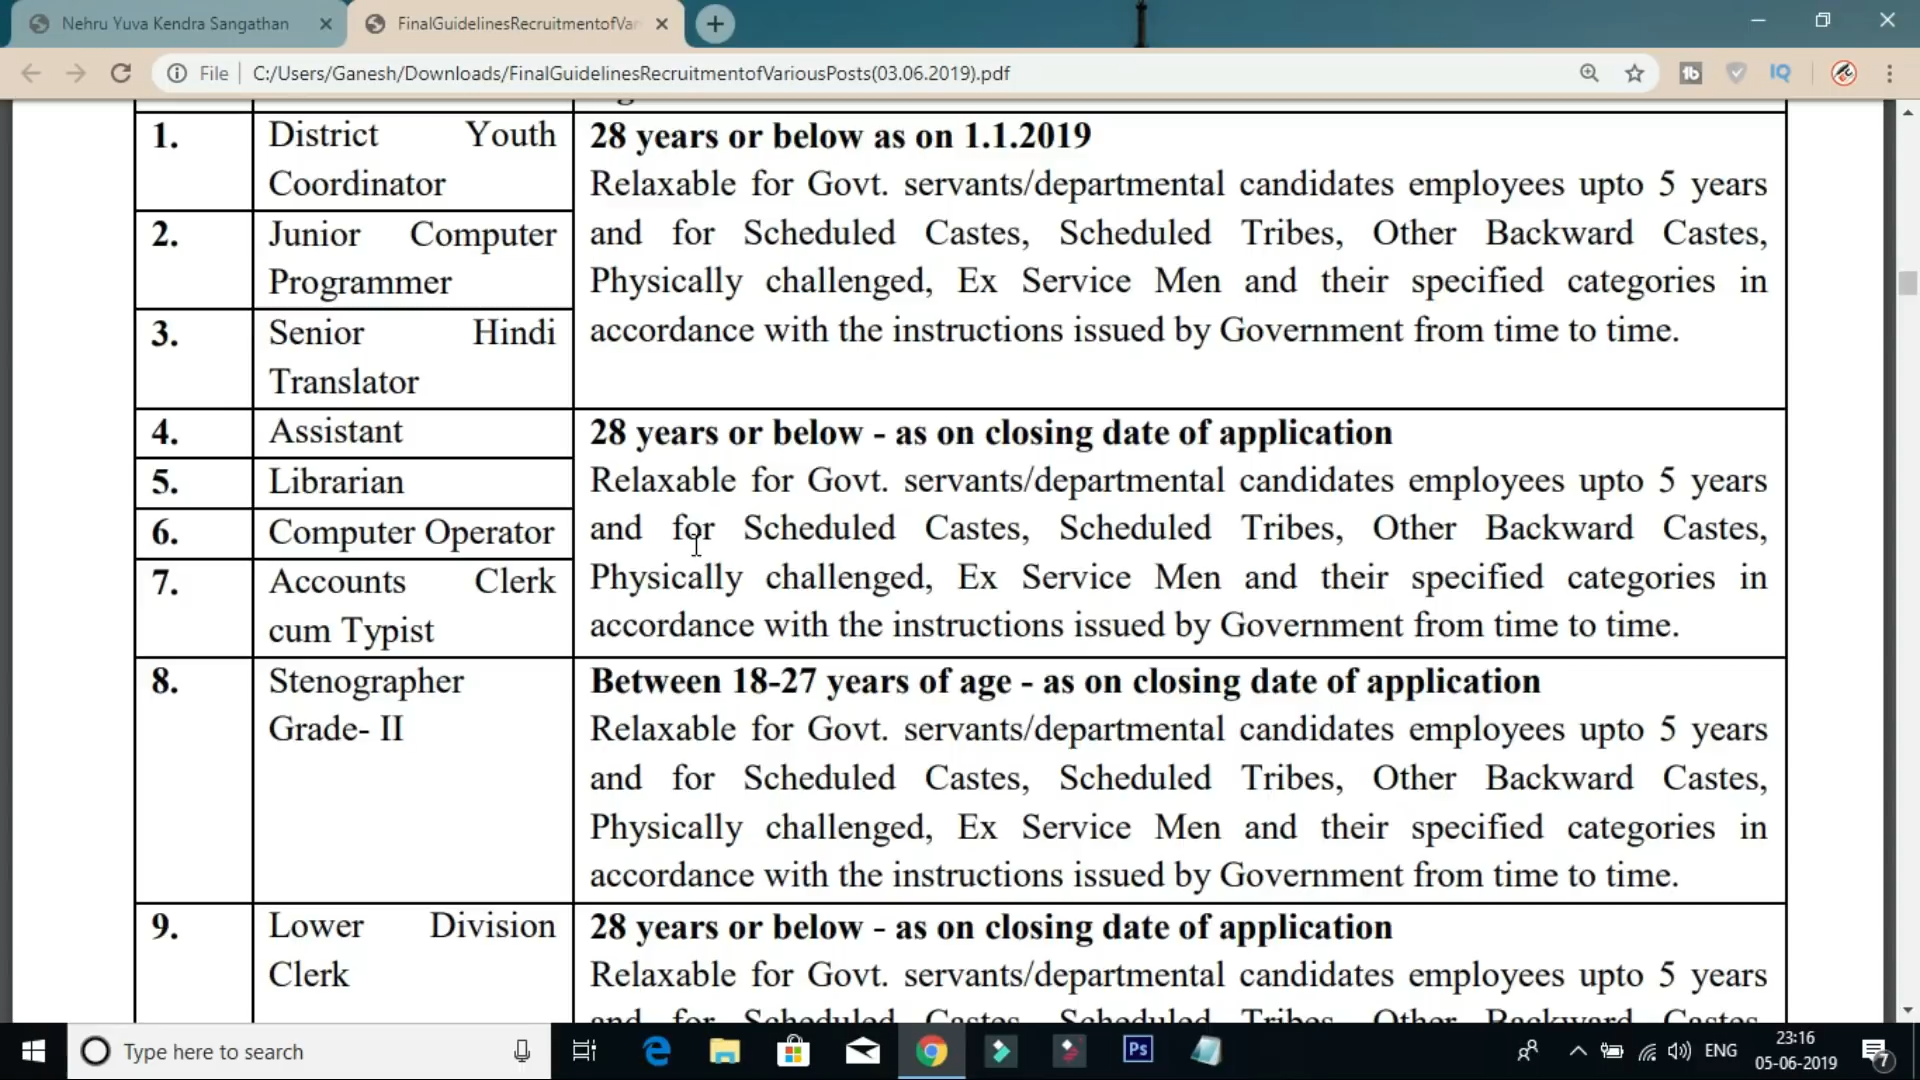 Nehru Yuva Kendra Sangathan
FinalGuidelinesRecruitmentofVar
File
C:/Users/Ganesh/Downloads/FinalGuidelinesRecruitmentofVariousPosts(03.06.2019).pdf
1.
District Youth
Coordinator
28 years or below as on 1.1.2019
Relaxable for Govt. servants/departmental candidates employees upto 5 years
and for Scheduled Castes, Scheduled Tribes, Other Backward Castes,
Physically challenged, Ex Service Men and their specified categories in
accordance with the instructions issued by Government from time to time.
2.
Junior Computer
Programmer
3.
Senior Hindi
Translator
4.
Assistant
28 years or below - as on closing date of application
Relaxable for Govt. servants/departmental candidates employees upto 5 years
and for Scheduled Castes, Scheduled Tribes, Other Backward Castes,
Physically challenged, Ex Service Men and their specified categories in
accordance with the instructions issued by Government from time to time.
5.
Librarian
6.
Computer Operator
7.
Accounts Clerk
cum Typist
8.
Stenographer
Grade- II
Between 18-27 years of age - as on closing date of application
Relaxable for Govt. servants/departmental candidates employees upto 5 years
and for Scheduled Castes, Scheduled Tribes, Other Backward Castes,
Physically challenged, Ex Service Men and their specified categories in
accordance with the instructions issued by Government from time to time.
9.
Lower Division
Clerk
28 years or below - as on closing date of application
Relaxable for Govt. servants/departmental candidates employees upto 5 years
and for Scheduled Castes, Scheduled Tribes, Other Backward Castes,
Type here to search
Ps
ENG
23:16
05-06-2019
7